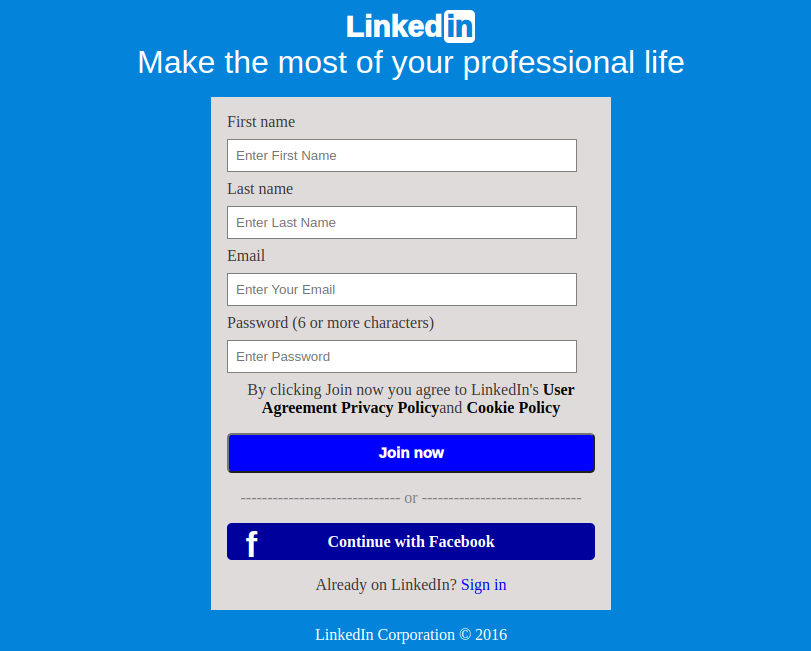 Linkedin
Make the most of your professional life
First name
Enter First Name
Last name
Enter Last Name
Email
Enter Your Email
Password (6 or more characters)
Enter Password
By clicking Join now you agree to LinkedIn's User
Agreement Privacy Policyand Cookie Policy
Join now
------------------------------ or ------------------------------
f Continue with Facebook
Already on LinkedIn? Sign in
LinkedIn Corporation © 2016